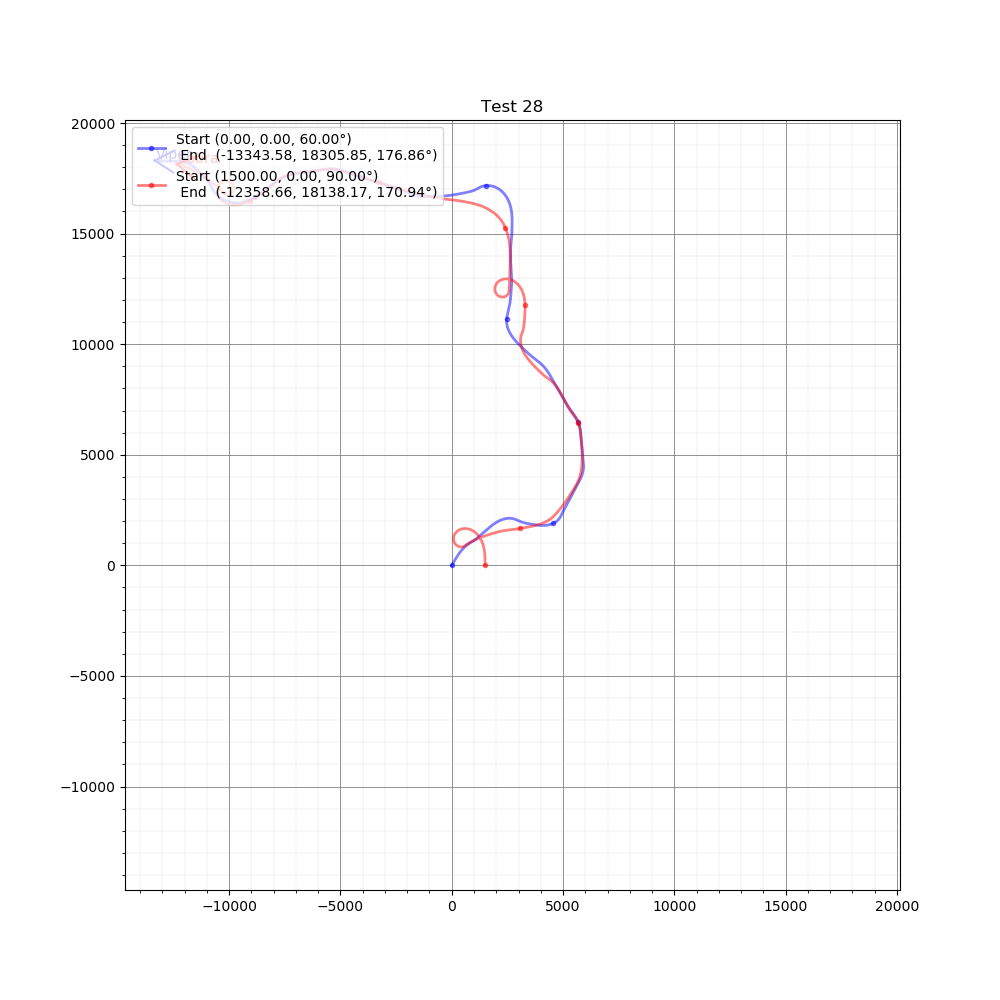 Test 28
Start (0.00, 0.00, 60.00°)
End  (-13343.58, 18305.85, 176.86°)
Start (1500.00, 0.00, 90.00°)
End  (-12358.66, 18138.17, 170.94°)
20000
15000
10000
5000
0
−5000
−10000
−10000 −5000 0 5000 10000 15000 20000